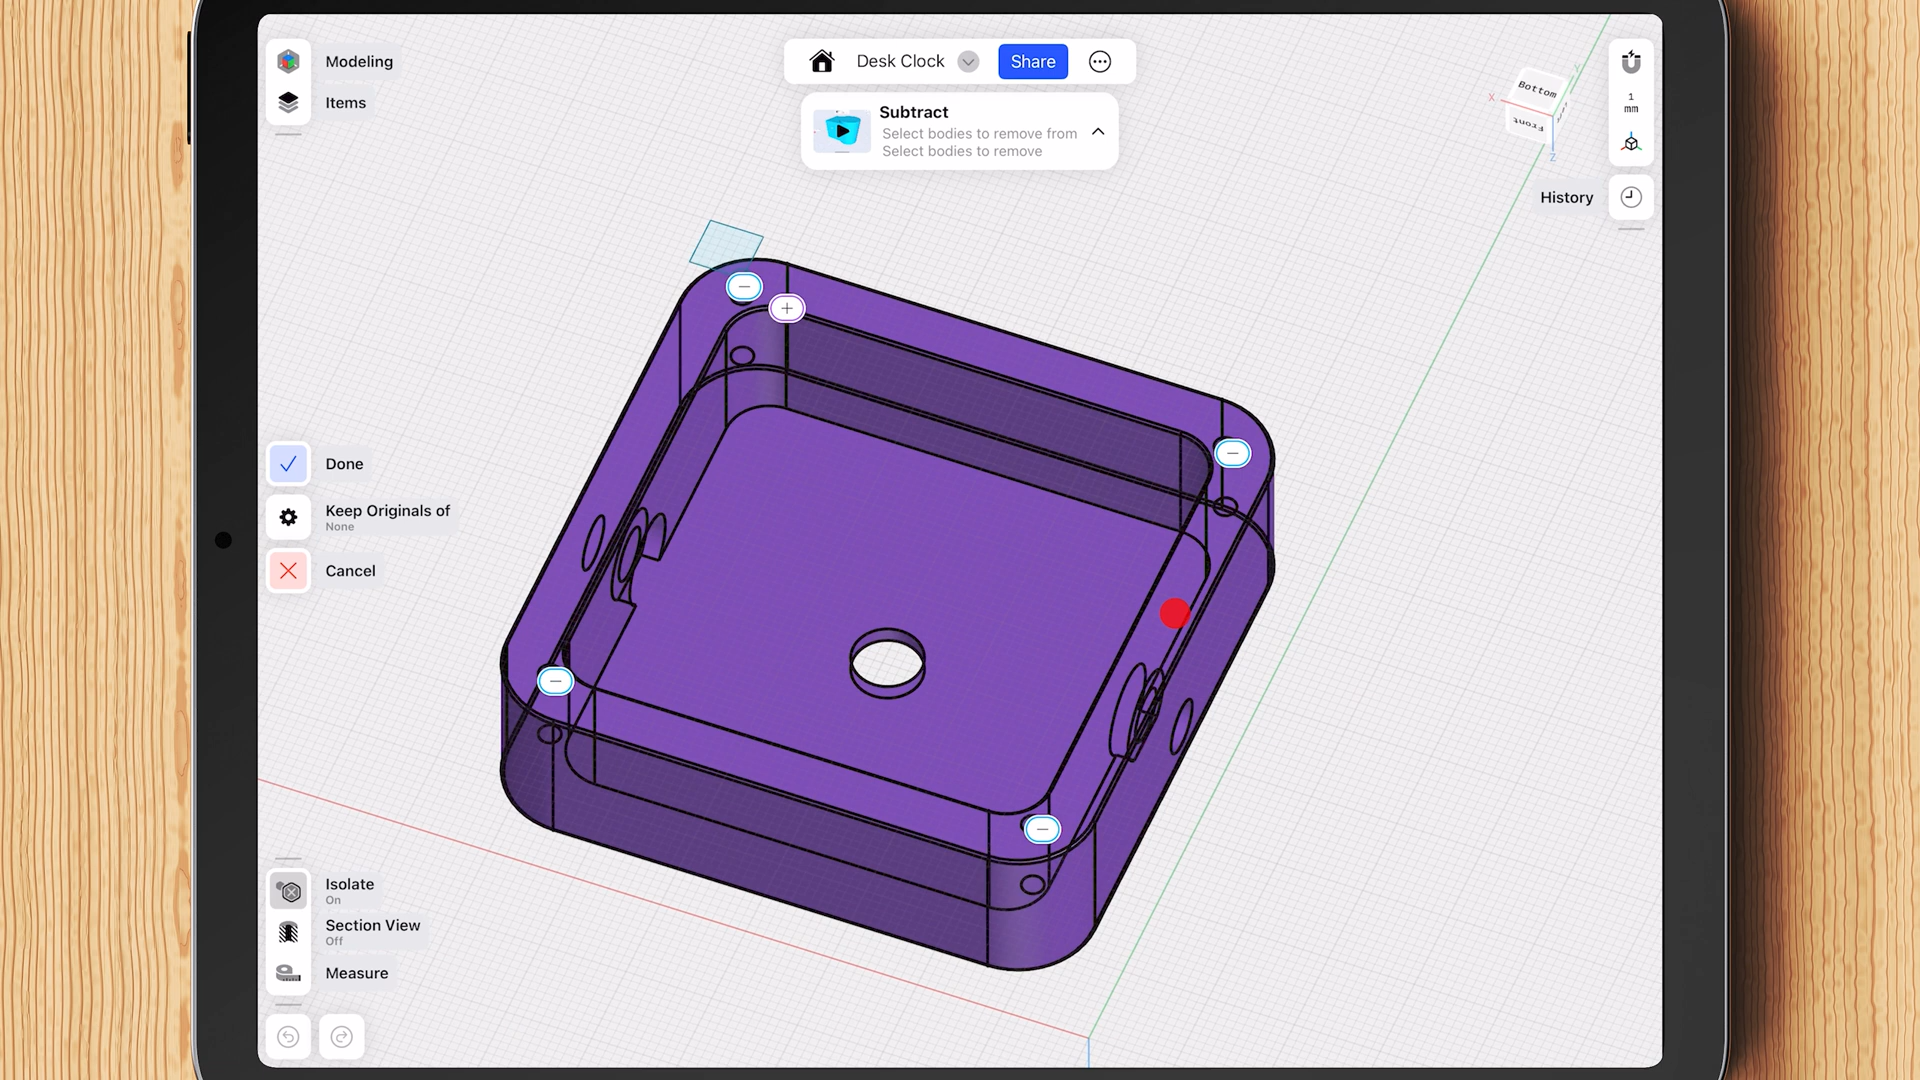 Modeling
Items
Desk Clock
Share
Subtract
Select bodies to remove from
Select bodies to remove
Bottom
Front
X
Y
Z
1
mm
History
Done
Keep Originals of
None
Cancel
Isolate
On
Section View
Off
Measure